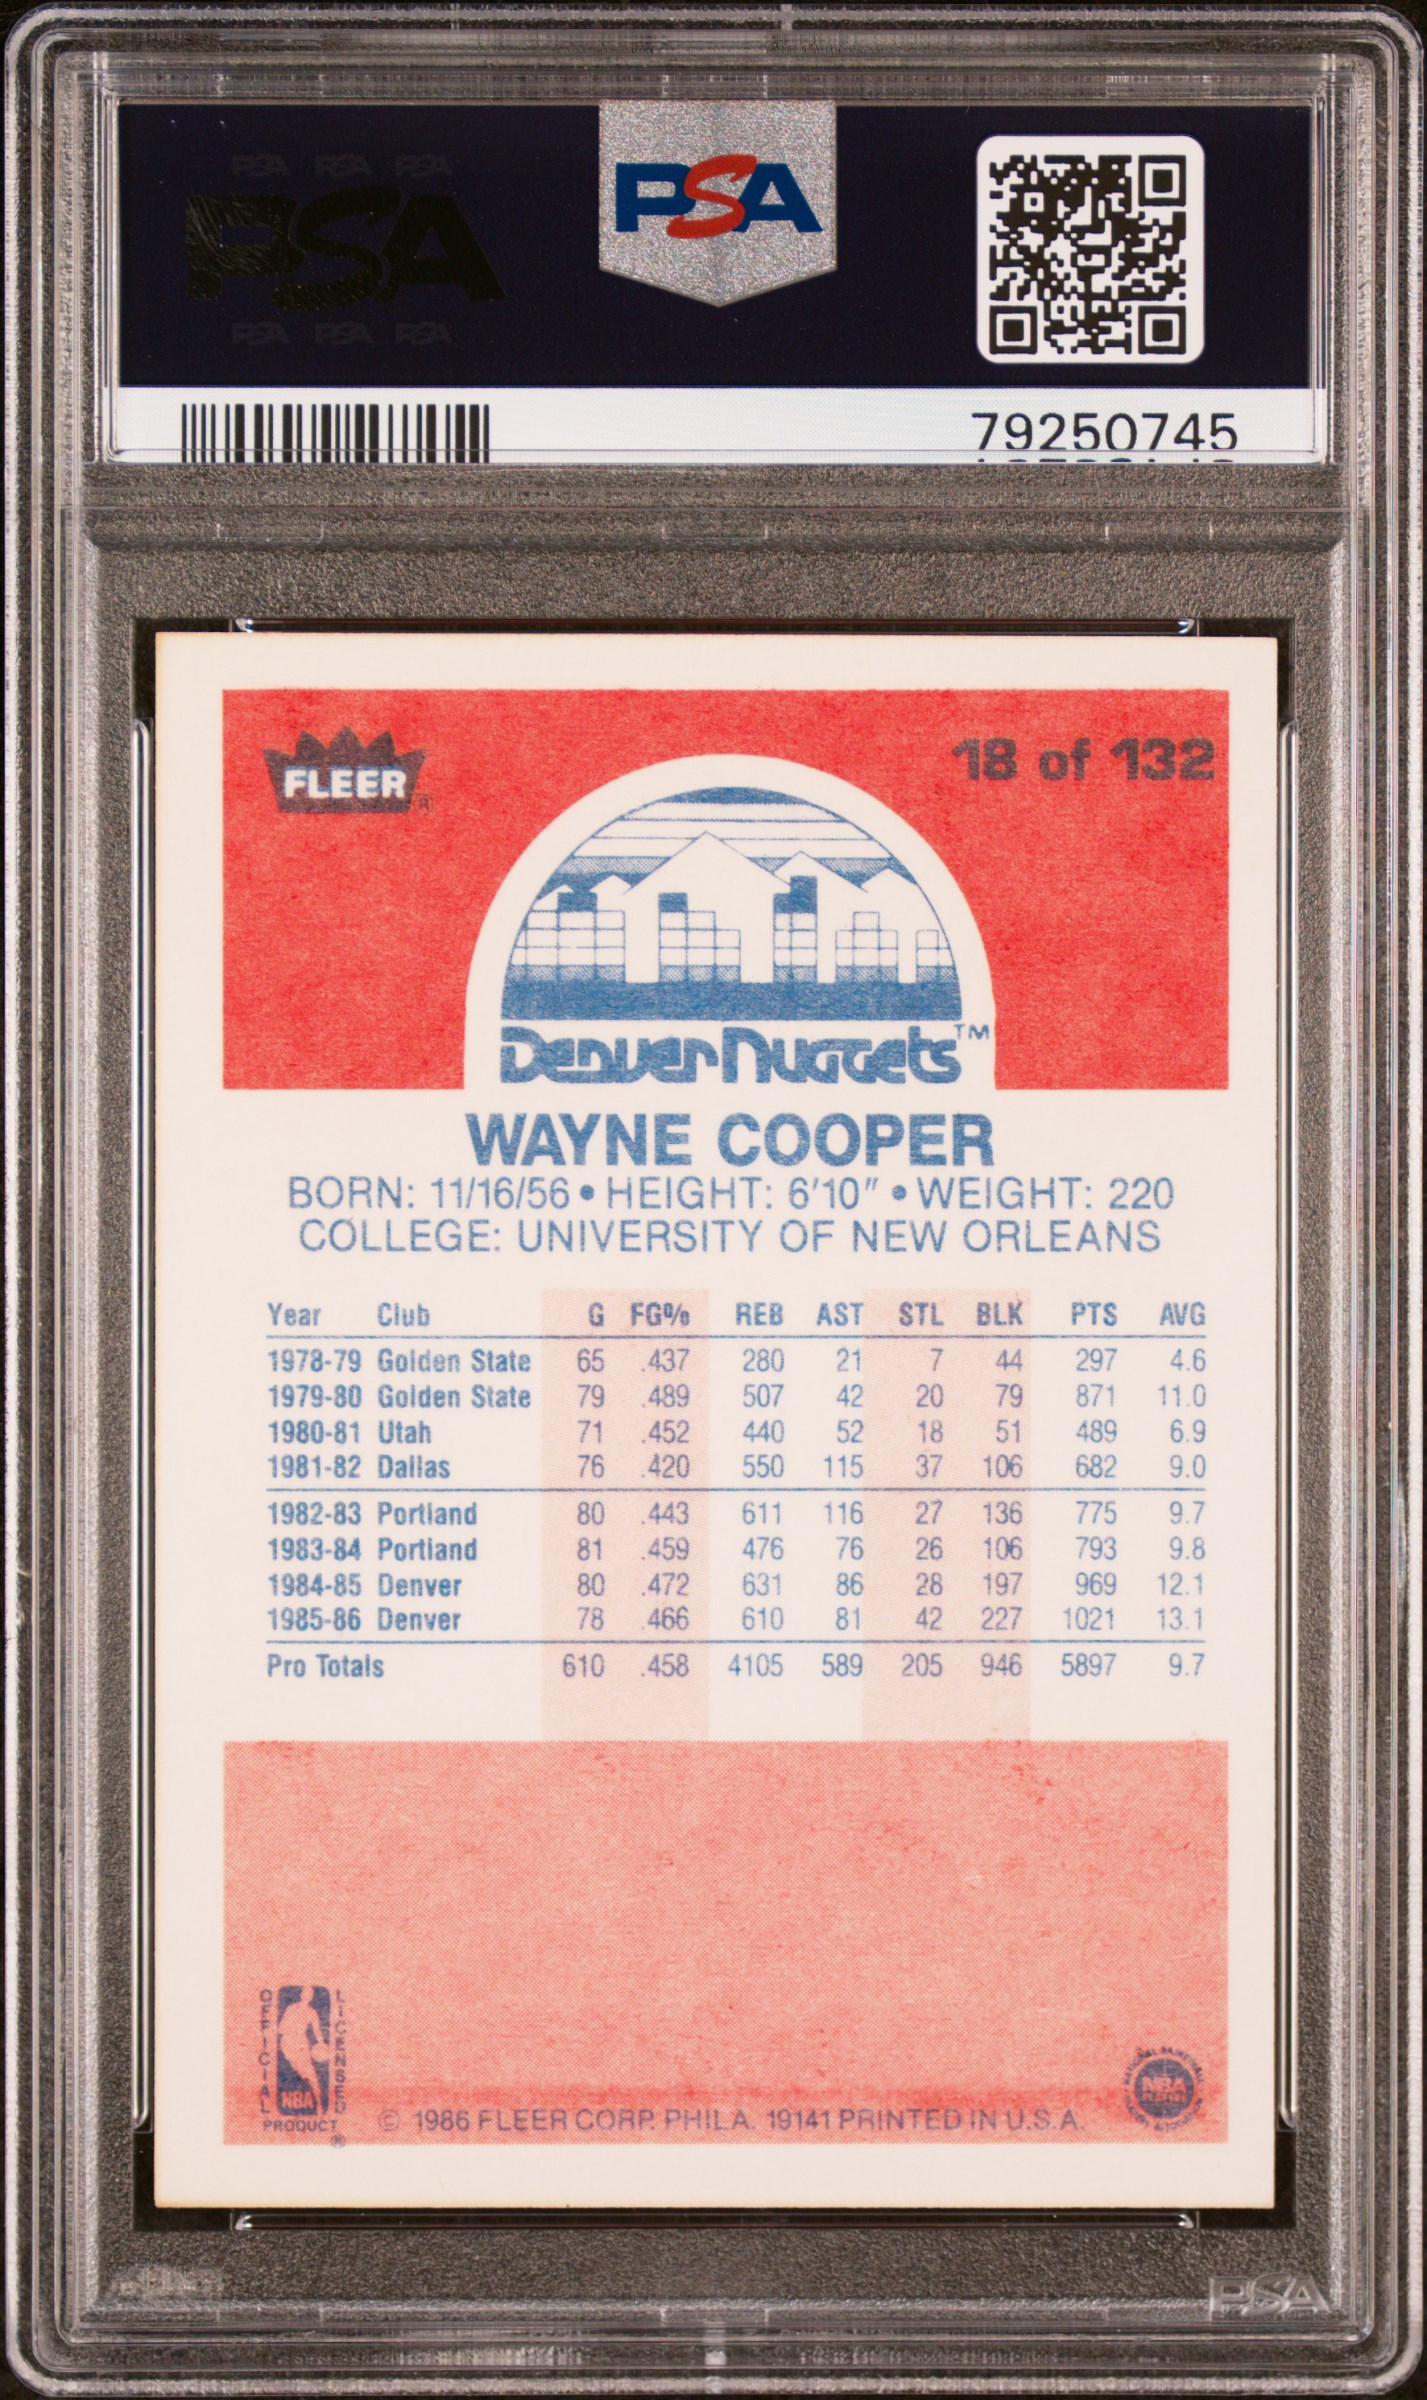 PSA PSA PSA
PSA
PSA PSA PSA
PSA
79250745
FLEER®
18 of 132
Denver Nuggets™
WAYNE COOPER
BORN: 11/16/56 • HEIGHT: 6'10" • WEIGHT: 220
COLLEGE: UNIVERSITY OF NEW ORLEANS
Year Club G FG% REB AST STL BLK PTS AVG
1978-79 Golden State 65 .437 280 21 7 44 297 4.6
1979-80 Golden State 79 .489 507 42 20 79 871 11.0
1980-81 Utah 71 .452 440 52 18 51 489 6.9
1981-82 Dallas 76 .420 550 115 37 106 682 9.0
1982-83 Portland 80 .443 611 116 27 136 775 9.7
1983-84 Portland 81 .459 476 76 26 106 793 9.8
1984-85 Denver 80 .472 631 86 28 197 969 12.1
1985-86 Denver 78 .466 610 81 42 227 1021 13.1
Pro Totals 610 .458 4105 589 205 946 5897 9.7
OFFICIAL LICENSED
NBA
PRODUCT ®
© 1986 FLEER CORP. PHILA. 19141 PRINTED IN U.S.A.
PSA